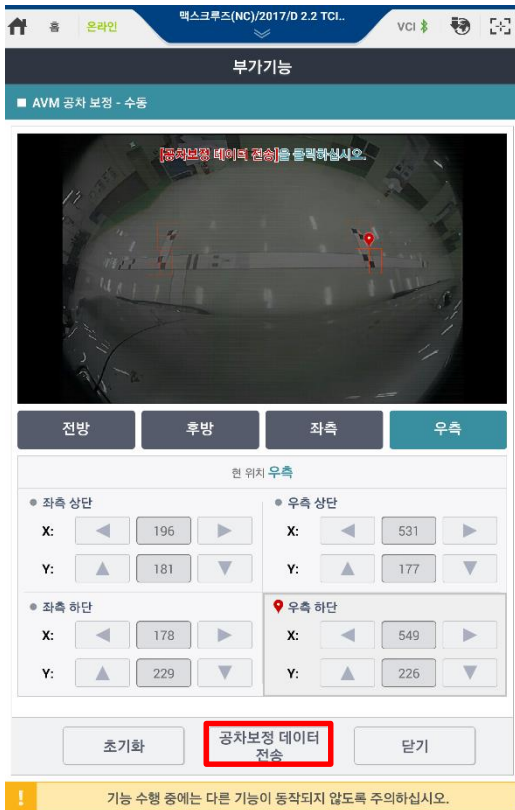 홈 온라인 맥스크루즈(NC)/2017/D 2.2 TCI.. VCI
부가기능
AVM 공차 보정 - 수동
[공차보정 데이터 전송]을 클릭하십시오.
전방 후방 좌측 우측
현 위치 우측
좌측 상단 우측 상단
X: 196 X: 531
Y: 181 Y: 177
좌측 하단 우측 하단
X: 178 X: 549
Y: 229 Y: 226
초기화 공차보정 데이터 닫기
전송
! 기능 수행 중에는 다른 기능이 동작되지 않도록 주의하십시오.